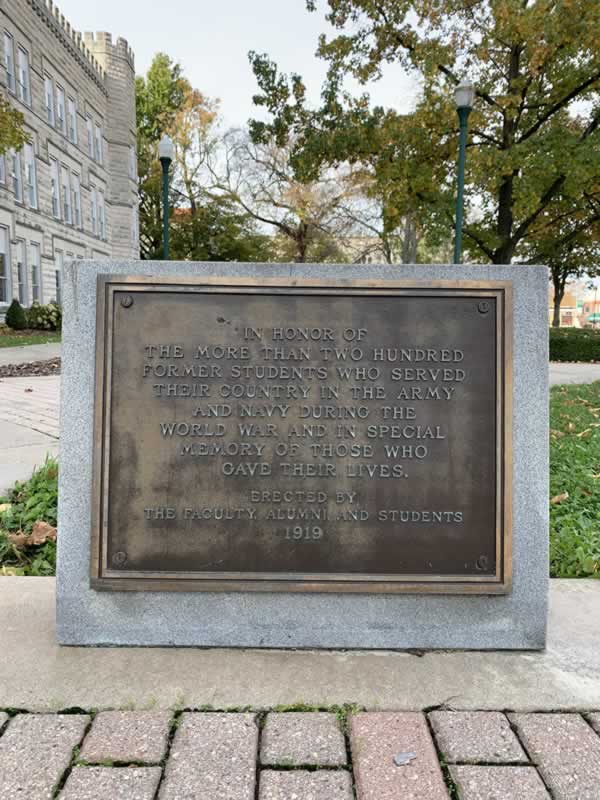 IN HONOR OF
THE MORE THAN TWO HUNDRED
FORMER STUDENTS WHO SERVED
THEIR COUNTRY IN THE ARMY
AND NAVY DURING THE
WORLD WAR AND IN SPECIAL
MEMORY OF THOSE WHO
GAVE THEIR LIVES.
ERECTED BY
THE FACULTY, ALUMNI, AND STUDENTS
1919